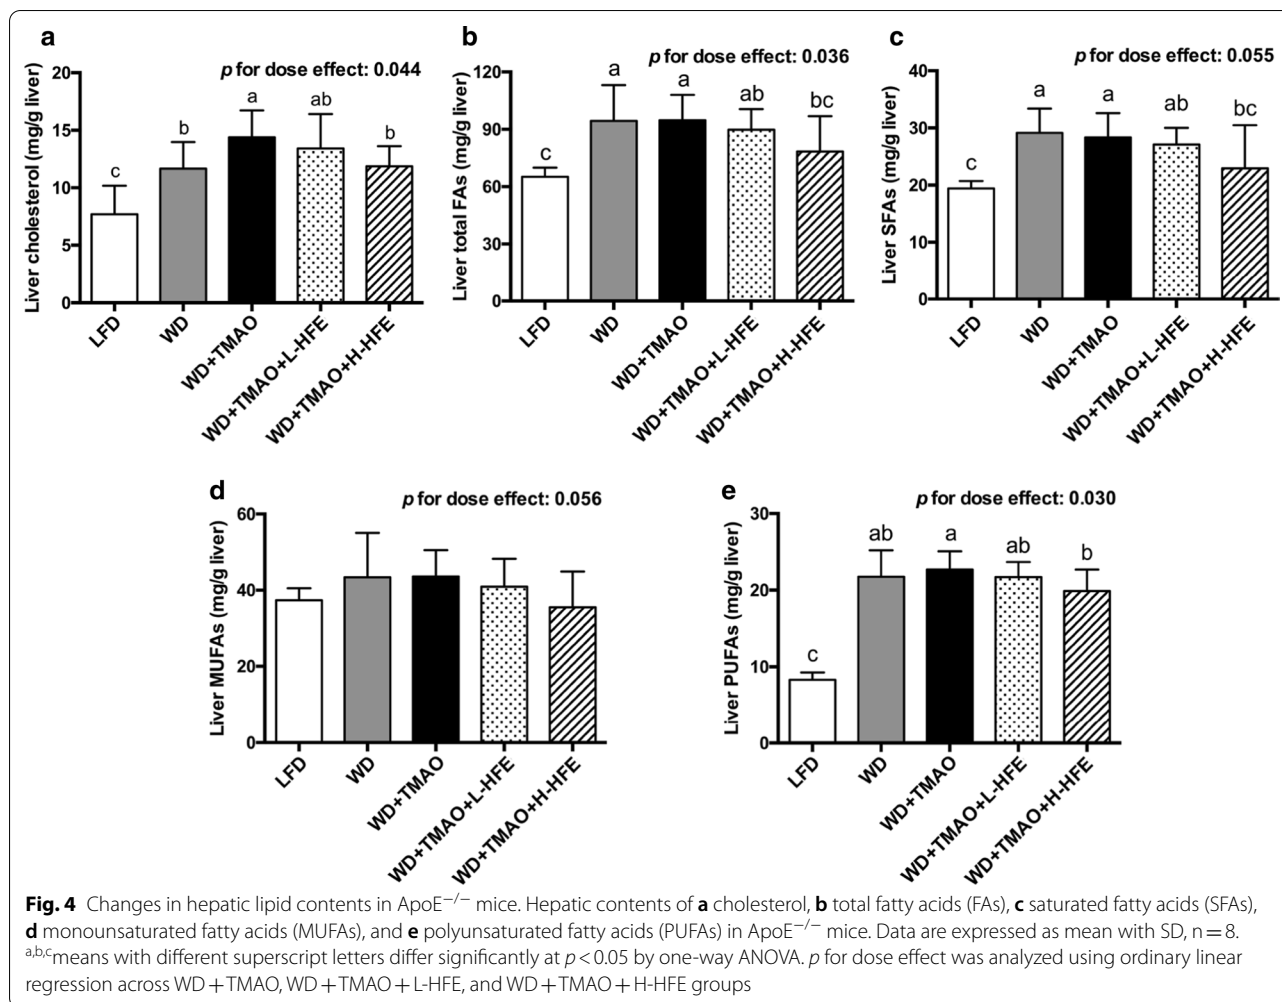 a
p for dose effect: 0.044
Liver cholesterol (mg/g liver)
20
15
10
5
0
c
b
a
ab
b
LFD
WD
WD+TMAO
WD+TMAO+L-HFE
WD+TMAO+H-HFE
b
p for dose effect: 0.036
Liver total FAs (mg/g liver)
120
90
60
30
0
c
a
a
ab
bc
LFD
WD
WD+TMAO
WD+TMAO+L-HFE
WD+TMAO+H-HFE
c
p for dose effect: 0.055
Liver SFAs (mg/g liver)
40
30
20
10
0
c
a
a
ab
bc
LFD
WD
WD+TMAO
WD+TMAO+L-HFE
WD+TMAO+H-HFE
d
p for dose effect: 0.056
Liver MUFAs (mg/g liver)
60
40
20
0
LFD
WD
WD+TMAO
WD+TMAO+L-HFE
WD+TMAO+H-HFE
e
p for dose effect: 0.030
Liver PUFAs (mg/g liver)
30
20
10
0
c
ab
a
ab
b
LFD
WD
WD+TMAO
WD+TMAO+L-HFE
WD+TMAO+H-HFE
Fig. 4 Changes in hepatic lipid contents in ApoE−/− mice. Hepatic contents of a cholesterol, b total fatty acids (FAs), c saturated fatty acids (SFAs),
d monounsaturated fatty acids (MUFAs), and e polyunsaturated fatty acids (PUFAs) in ApoE−/− mice. Data are expressed as mean with SD, n = 8.
a,b,cmeans with different superscript letters differ significantly at p < 0.05 by one-way ANOVA. p for dose effect was analyzed using ordinary linear
regression across WD + TMAO, WD + TMAO + L-HFE, and WD + TMAO + H-HFE groups